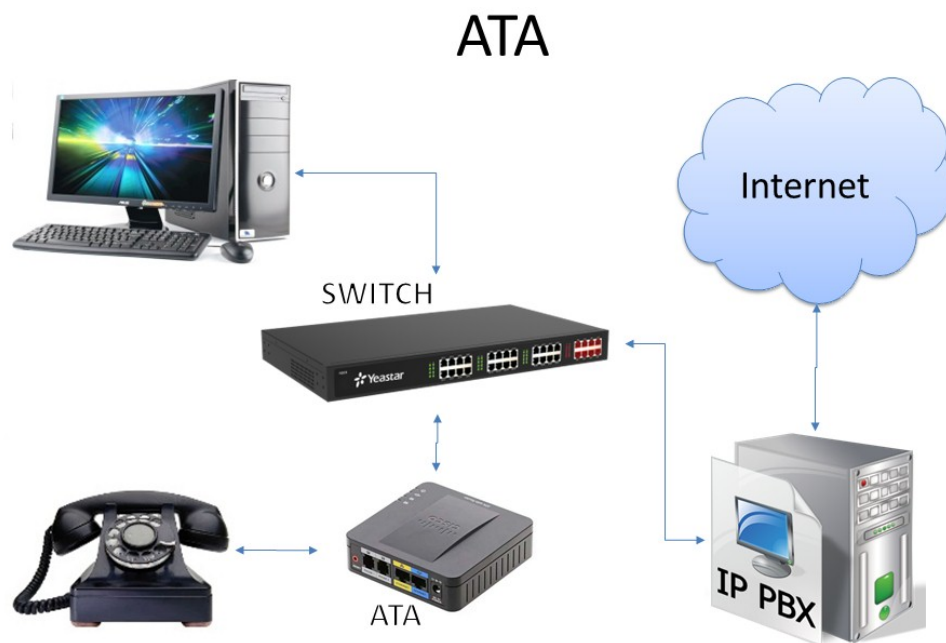 ATA
Internet
SWITCH
Yeastar
ATA
IP PBX